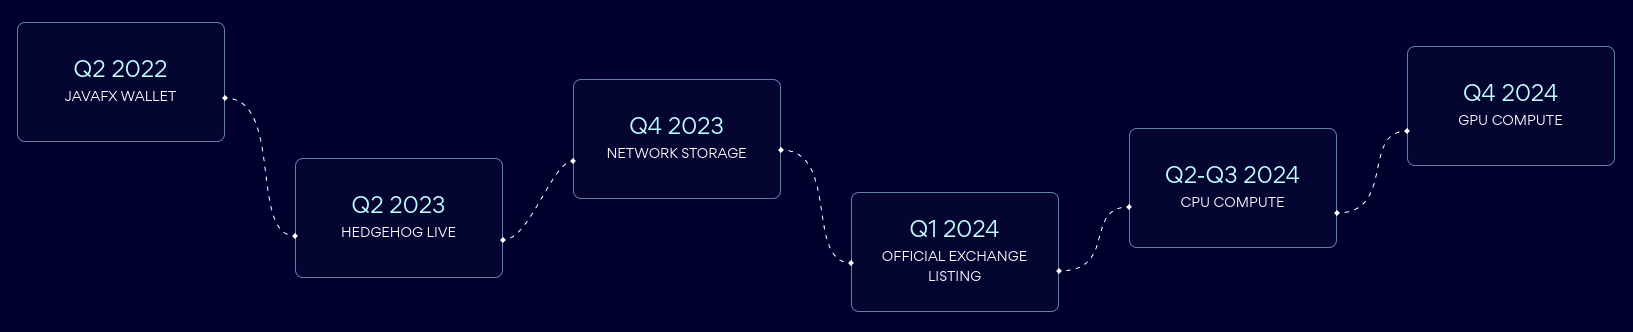 Q2 2022
JAVAFX WALLET
Q2 2023
HEDGEHOG LIVE
Q4 2023
NETWORK STORAGE
Q1 2024
OFFICIAL EXCHANGE
LISTING
Q2-Q3 2024
CPU COMPUTE
Q4 2024
GPU COMPUTE